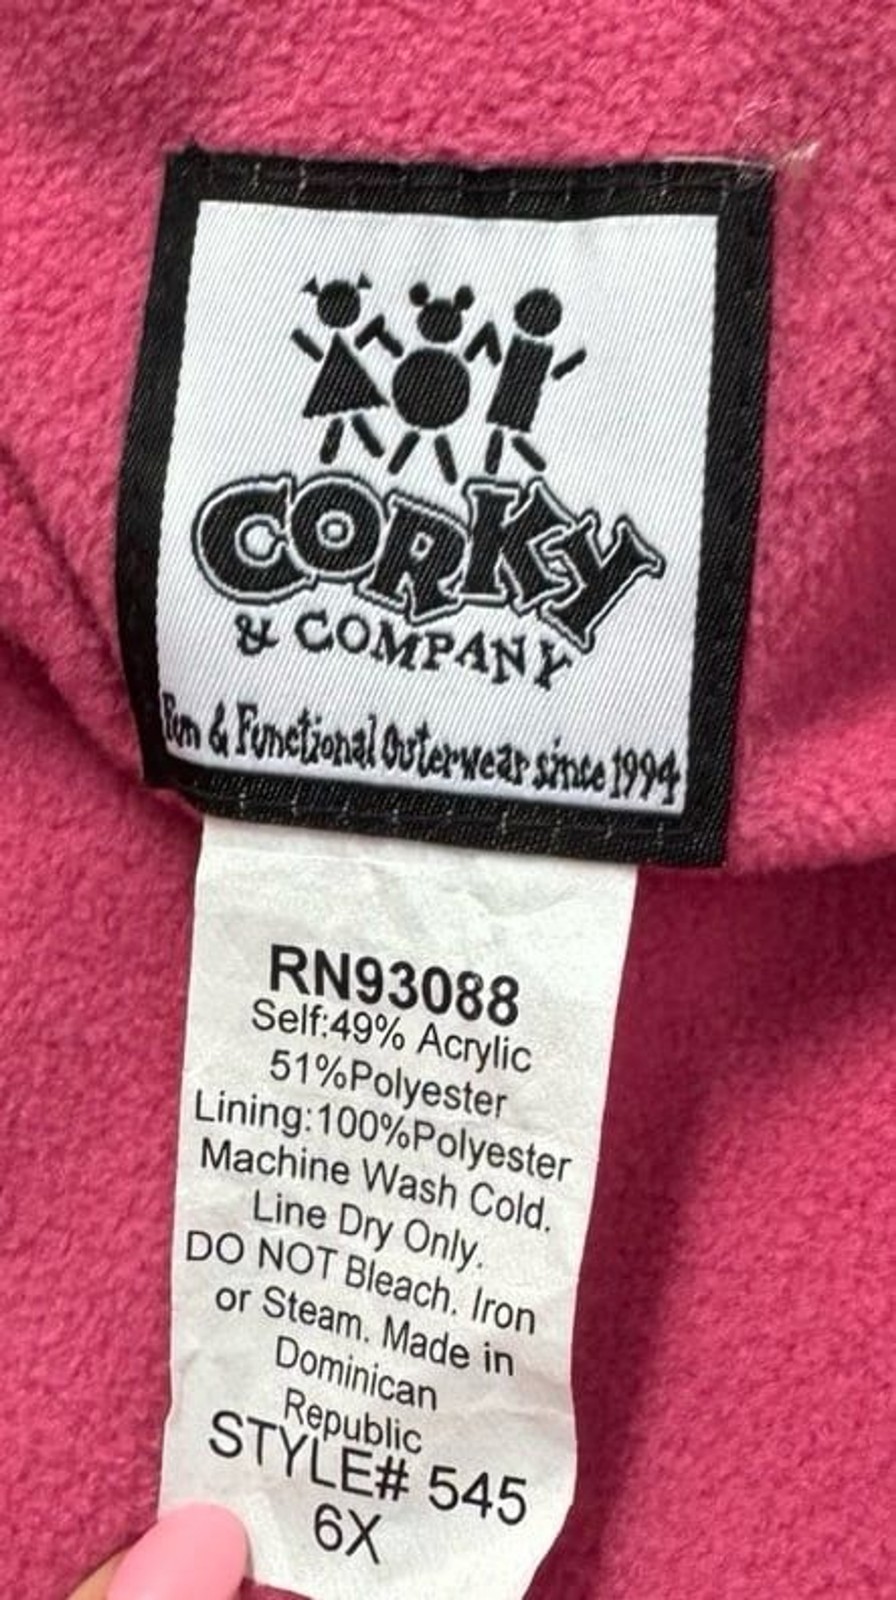 CORKY
& COMPANY
Fun & Functional Outerwear since 1994
RN93088
Self:49% Acrylic
51%Polyester
Lining:100%Polyester
Machine Wash Cold.
Line Dry Only.
DO NOT Bleach. Iron
or Steam. Made in
Dominican
Republic
STYLE# 545
6X